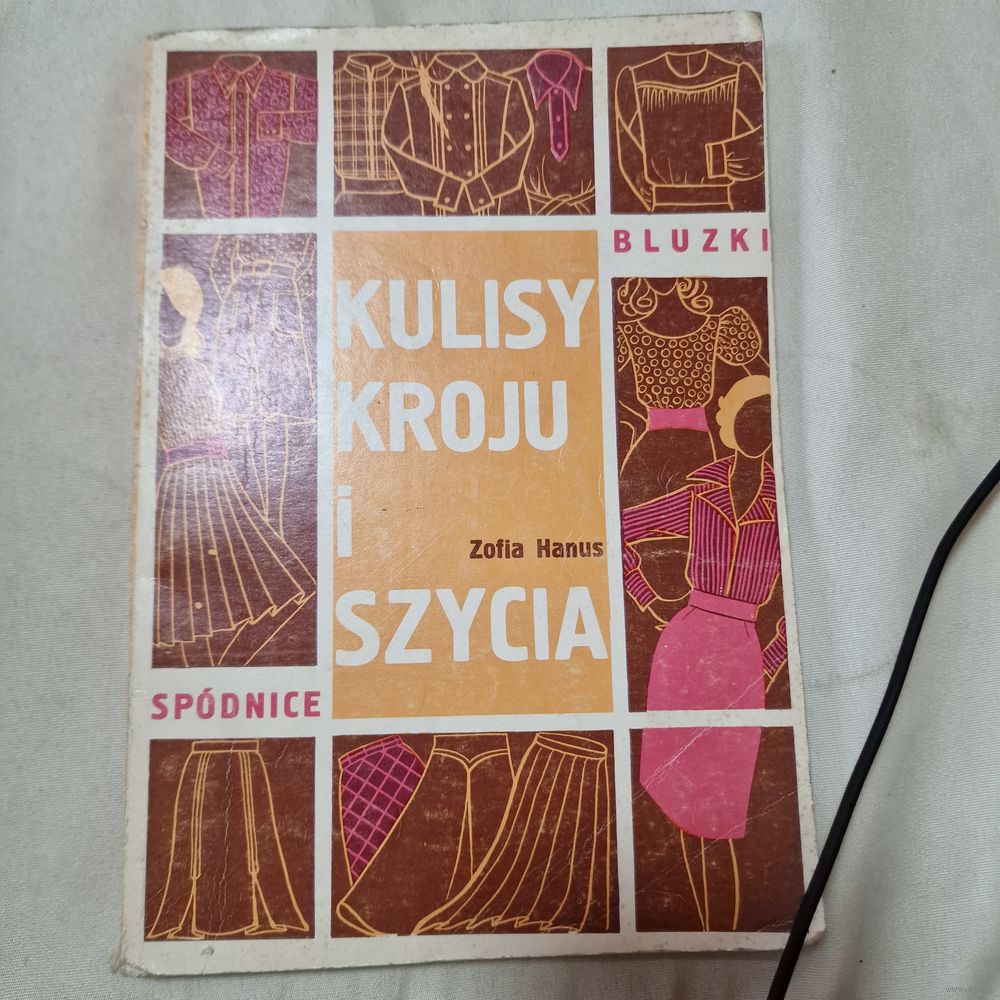 BLUZKI
KULISY
KROJU
i
Zofia Hanus
SZYCIA
SPÓDNICE